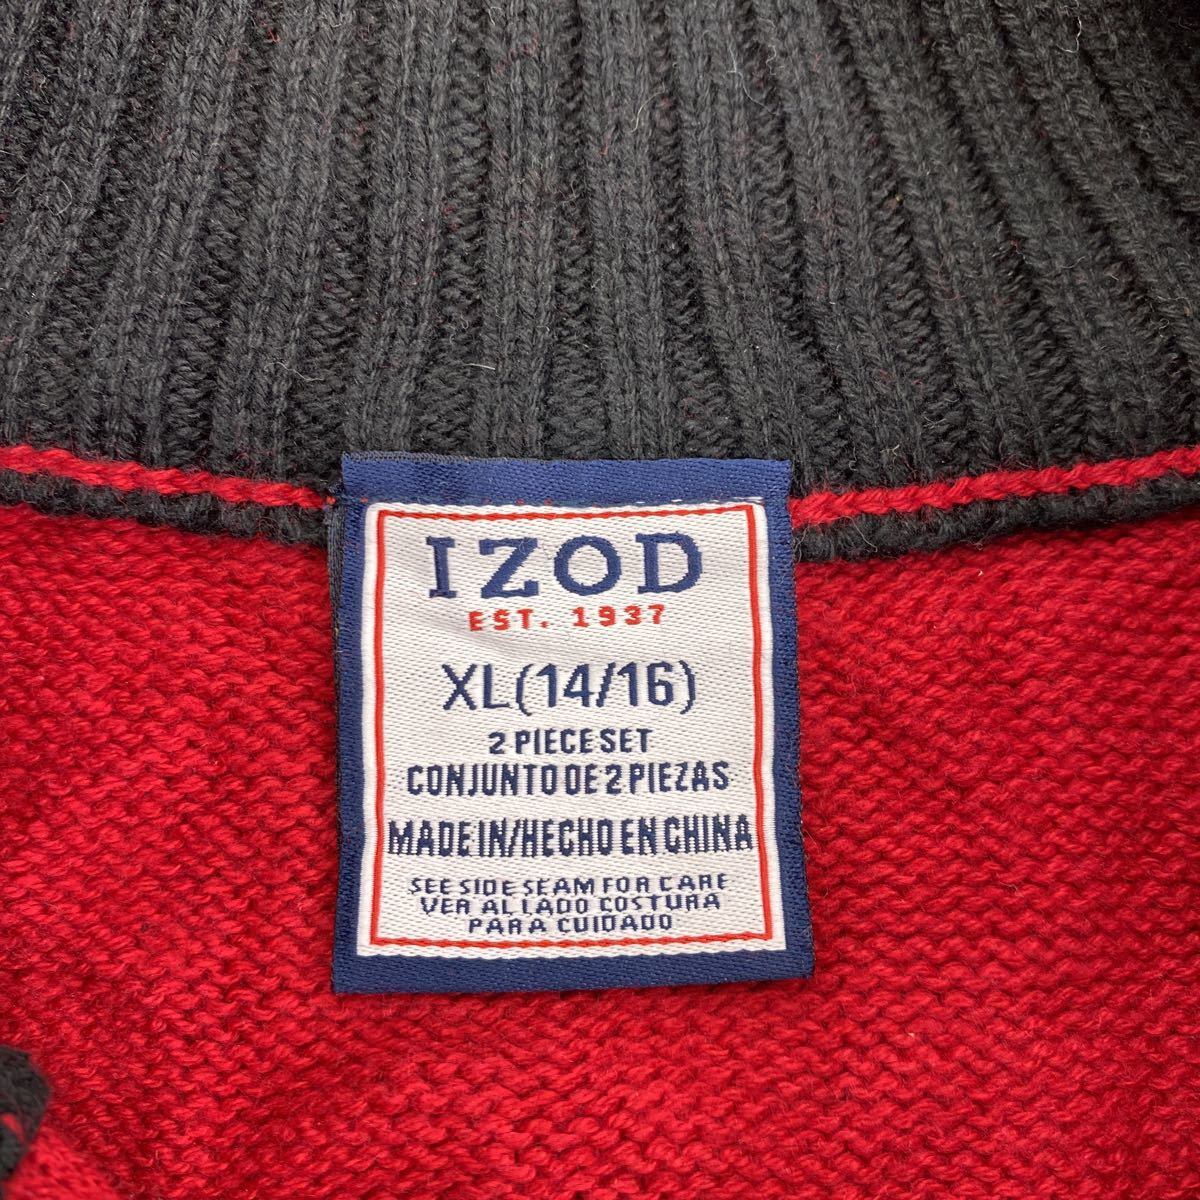 IZOD
EST. 1937
XL(14/16)
2 PIECE SET
CONJUNTO DE 2 PIEZAS
MADE IN/HECHO EN CHINA
SEE SIDE SEAM FOR CARE
VER AL LADO COSTURA
PARA CUIDADO